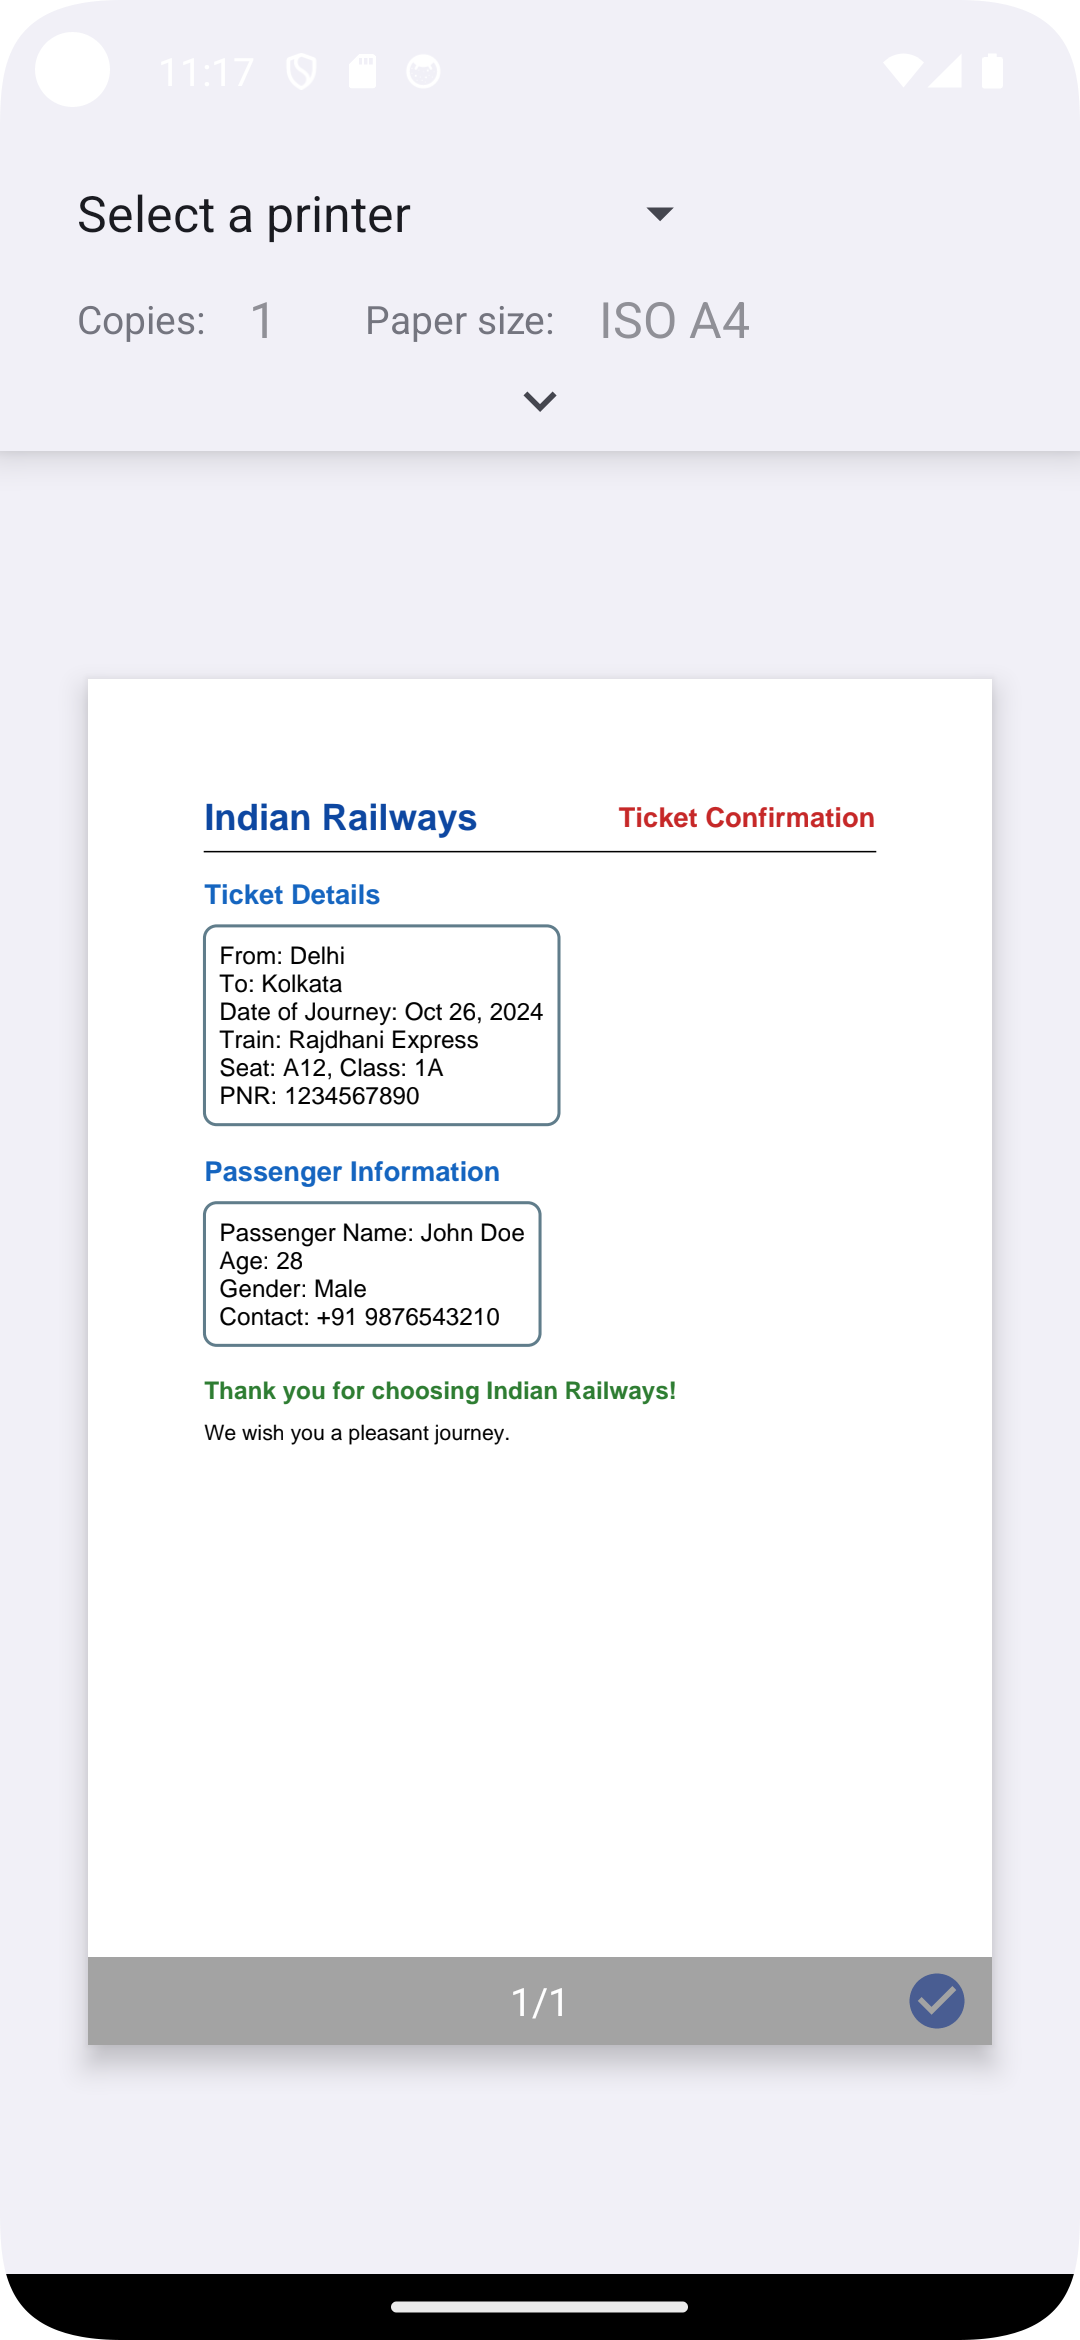 11:17
Select a printer
Copies: 1 Paper size: ISO A4
Indian Railways Ticket Confirmation
Ticket Details
From: Delhi
To: Kolkata
Date of Journey: Oct 26, 2024
Train: Rajdhani Express
Seat: A12, Class: 1A
PNR: 1234567890
Passenger Information
Passenger Name: John Doe
Age: 28
Gender: Male
Contact: +91 9876543210
Thank you for choosing Indian Railways!
We wish you a pleasant journey.
1/1